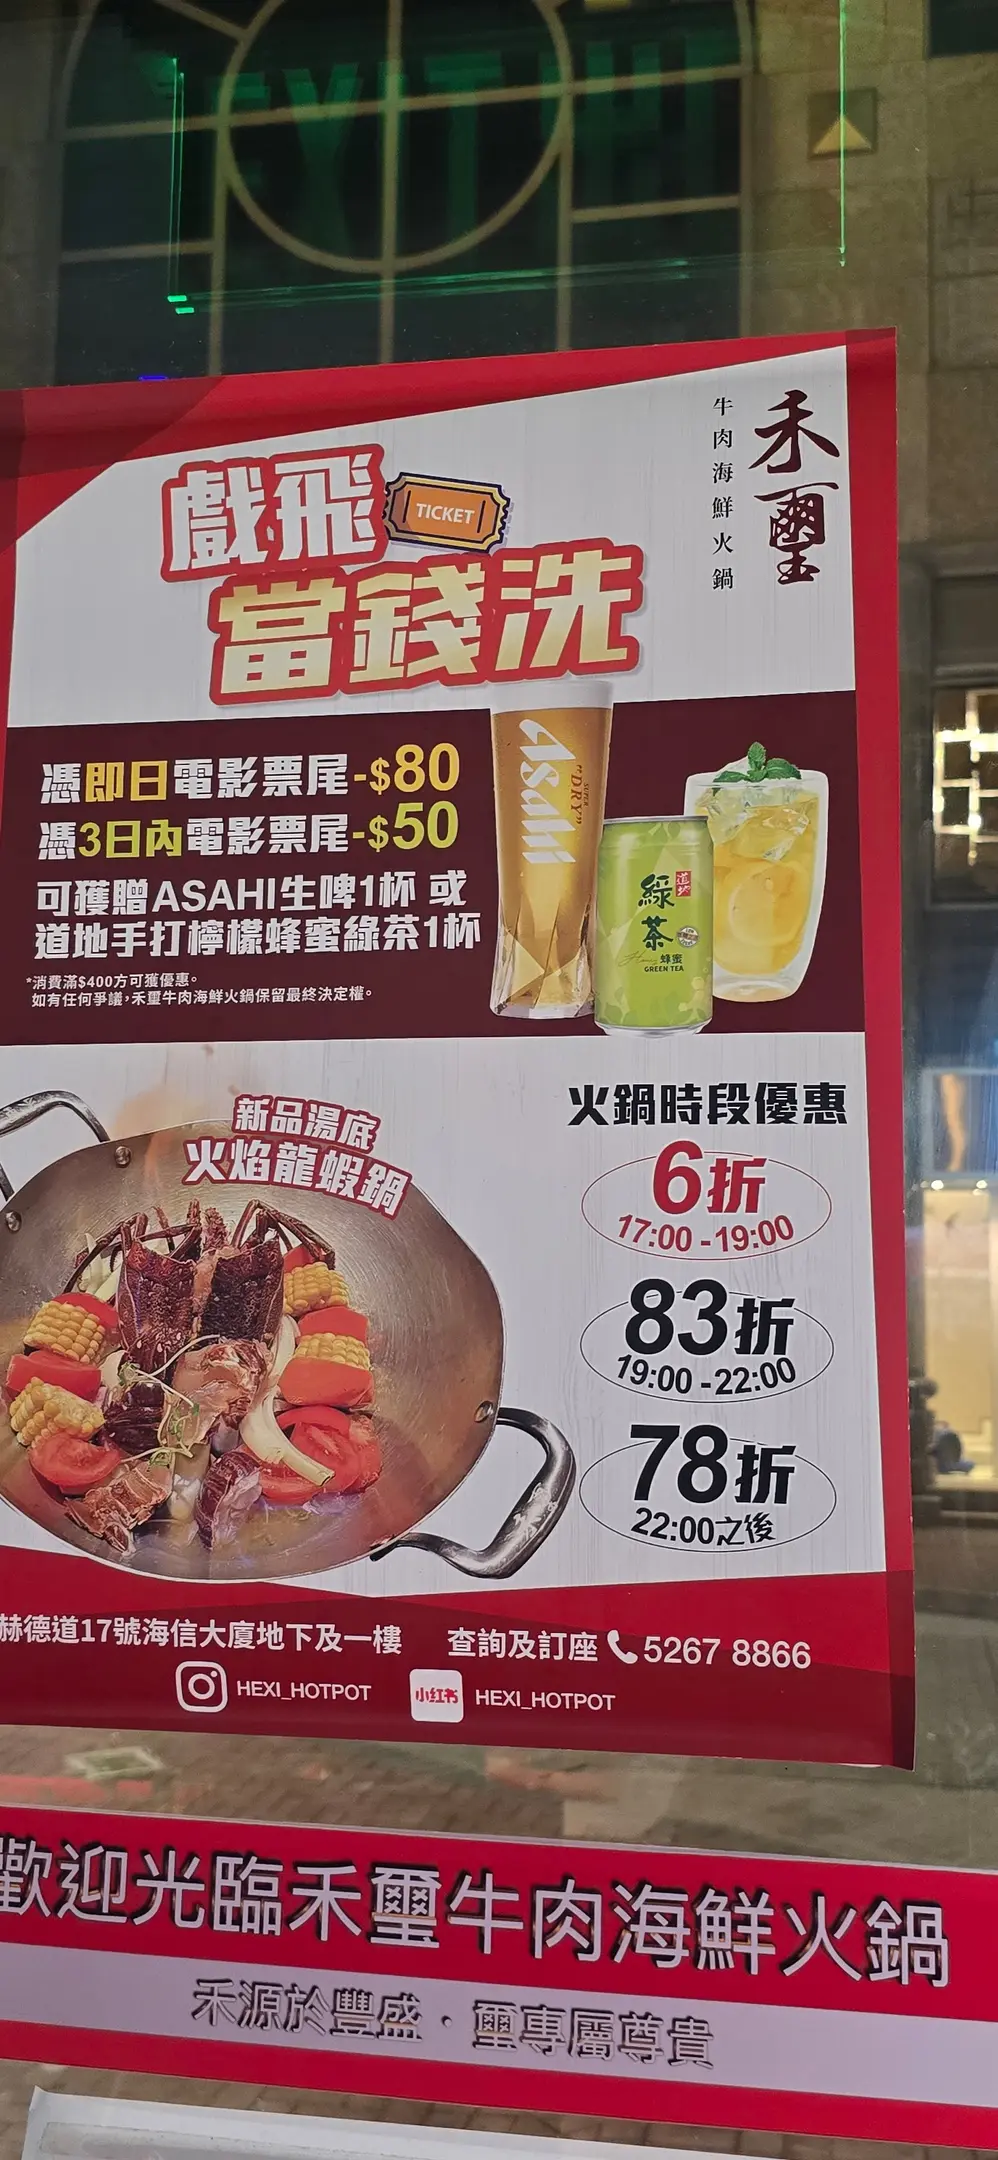 EXIT HI
禾璽
牛肉海鮮火鍋
戲飛
TICKET
當錢洗
憑即日電影票尾-$80
憑3日內電影票尾-$50
可獲贈ASAHI生啤1杯 或
道地手打檸檬蜂蜜綠茶1杯
*消費滿$400方可獲優惠。
如有任何爭議,禾璽牛肉海鮮火鍋保留最終決定權。
Asahi
SUPER
"DRY"
道地
綠茶
Honey 蜂蜜
GREEN TEA
新品湯底
火焰龍蝦鍋
火鍋時段優惠
6折
17:00 - 19:00
83折
19:00 - 22:00
78折
22:00之後
赫德道17號海信大廈地下及一樓
查詢及訂座 5267 8866
HEXI_HOTPOT
小红书 HEXI_HOTPOT
歡迎光臨禾璽牛肉海鮮火鍋
禾源於豐盛·璽專屬尊貴